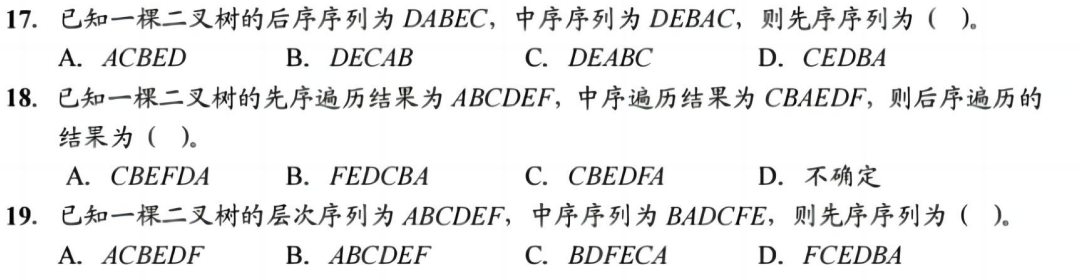 17. 已知一棵二叉树的后序序列为 DABEC，中序序列为 DEBAC，则先序序列为（ ）。
A. ACBED B. DECAB C. DEABC D. CEDBA
18. 已知一棵二叉树的先序遍历结果为 ABCDEF，中序遍历结果为 CBAEDF，则后序遍历的
结果为（ ）。
A. CBEFDA B. FEDCBA C. CBEDFA D. 不确定
19. 已知一棵二叉树的层次序列为 ABCDEF，中序序列为 BADCFE，则先序序列为（ ）。
A. ACBEDF B. ABCDEF C. BDFECA D. FCEDBA